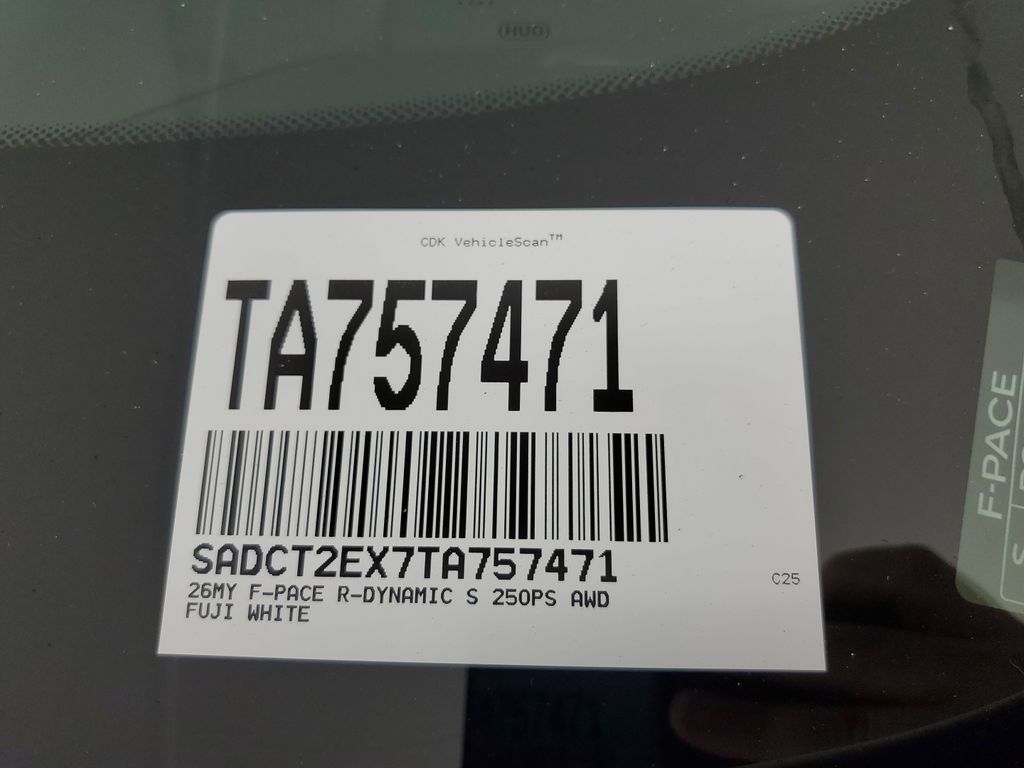 (HUD)
CDK VehicleScan™
TA757471
SADCT2EX7TA757471
26MY F-PACE R-DYNAMIC S 250PS AWD
FUJI WHITE
C25
F-PACE
S